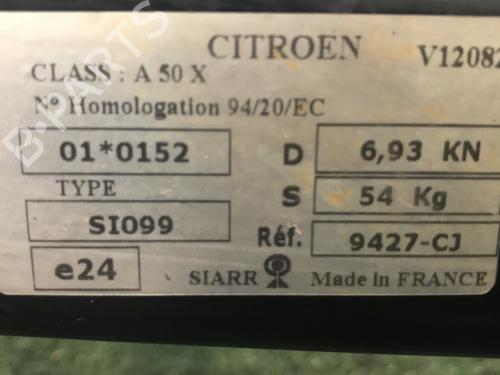 CITROEN V12082
CLASS : A 50 X
Nº Homologation 94/20/EC
01*0152 D 6,93 KN
TYPE S 54 Kg
SI099 Réf. 9427-CJ
e24 SIARR Made in FRANCE
B-PARTS